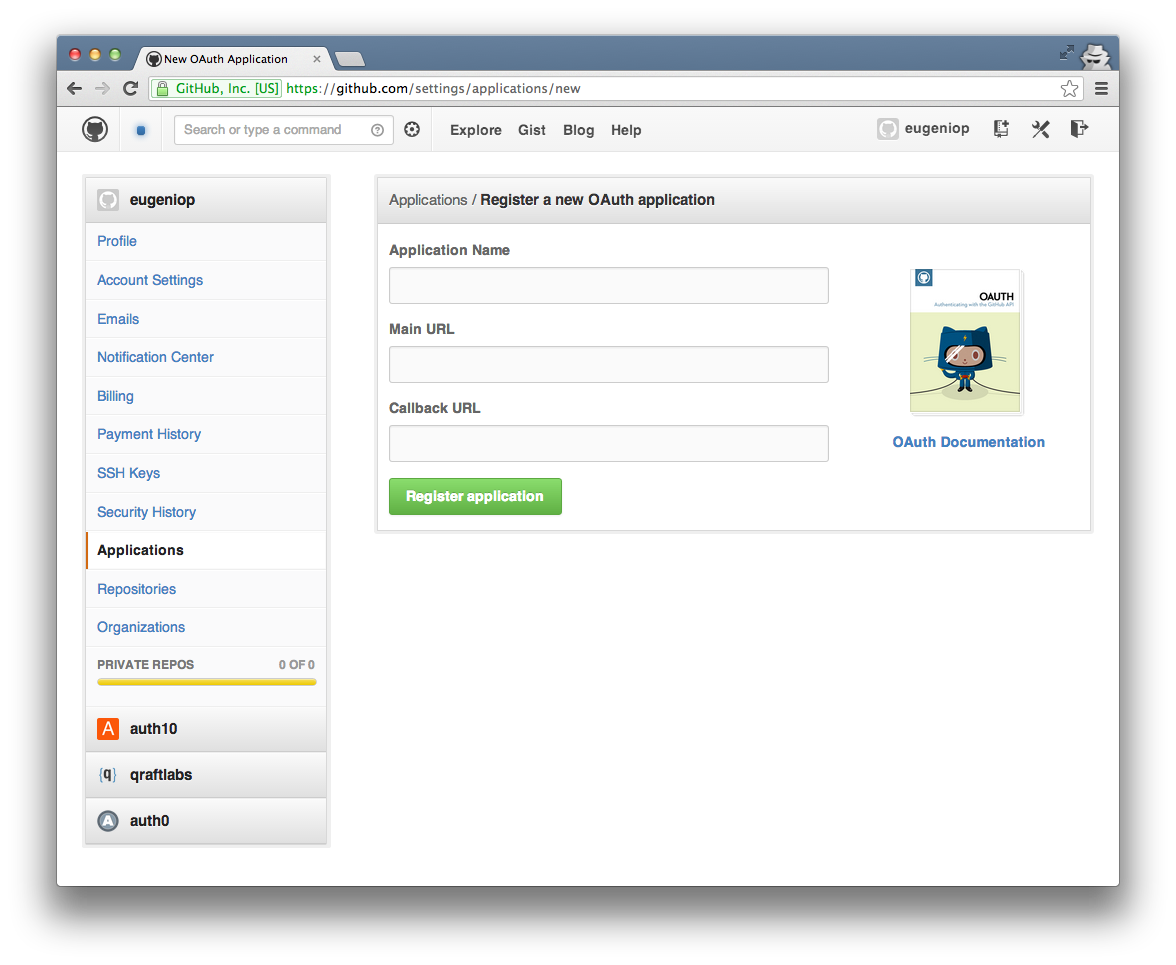 New OAuth Application
GitHub, Inc. [US] https://github.com/settings/applications/new
Search or type a command
Explore Gist Blog Help
eugeniop
eugeniop
Profile
Account Settings
Emails
Notification Center
Billing
Payment History
SSH Keys
Security History
Applications
Repositories
Organizations
PRIVATE REPOS 0 OF 0
A auth10
{q} qraftlabs
A auth0
Applications / Register a new OAuth application
Application Name
Main URL
Callback URL
Register application
OAUTH
Authenticating with the GitHub API
OAuth Documentation